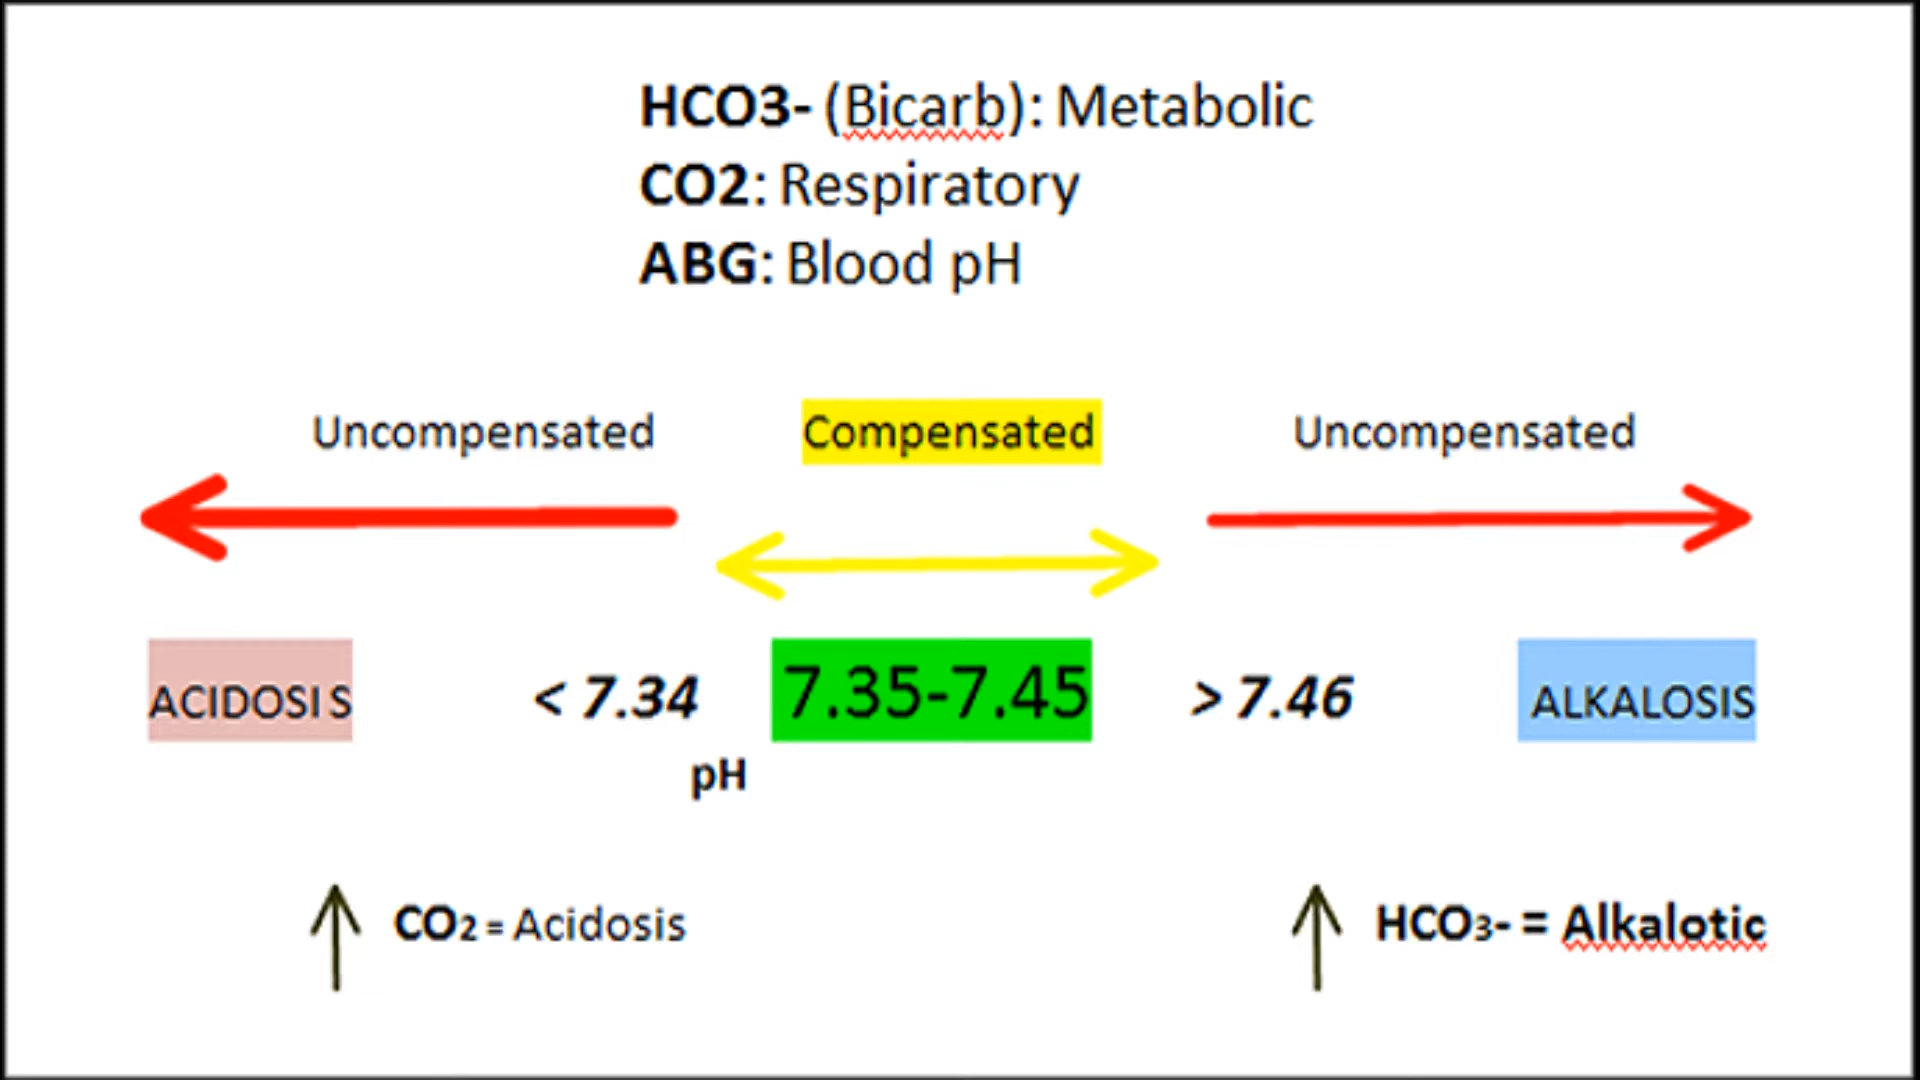 HCO3- (Bicarb): Metabolic
CO2: Respiratory
ABG: Blood pH
Uncompensated Compensated Uncompensated
ACIDOSIS < 7.34 7.35-7.45 > 7.46 ALKALOSIS
pH
CO2 = Acidosis HCO3- = Alkalotic